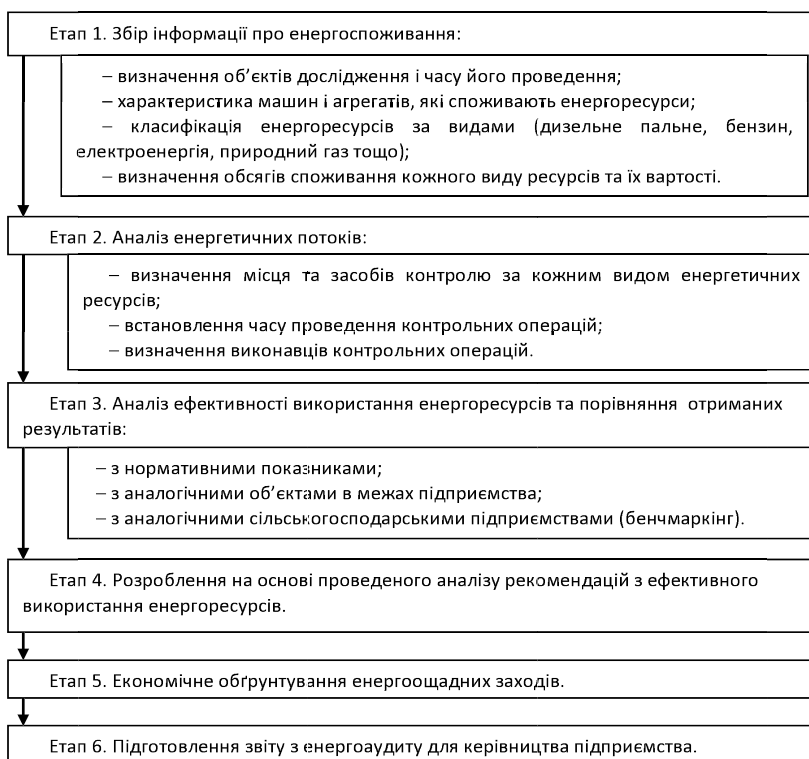 Етап 1. Збір інформації про енергоспоживання:
– визначення об’єктів дослідження і часу його проведення;
– характеристика машин і агрегатів, які споживають енергоресурси;
– класифікація енергоресурсів за видами (дизельне пальне, бензин,
електроенергія, природний газ тощо);
– визначення обсягів споживання кожного виду ресурсів та їх вартості.
Етап 2. Аналіз енергетичних потоків:
– визначення місця та засобів контролю за кожним видом енергетичних
ресурсів;
– встановлення часу проведення контрольних операцій;
– визначення виконавців контрольних операцій.
Етап 3. Аналіз ефективності використання енергоресурсів та порівняння отриманих
результатів:
– з нормативними показниками;
– з аналогічними об’єктами в межах підприємства;
– з аналогічними сільськогосподарськими підприємствами (бенчмаркінг).
Етап 4. Розроблення на основі проведеного аналізу рекомендацій з ефективного
використання енергоресурсів.
Етап 5. Економічне обґрунтування енергоощадних заходів.
Етап 6. Підготовлення звіту з енергоаудиту для керівництва підприємства.